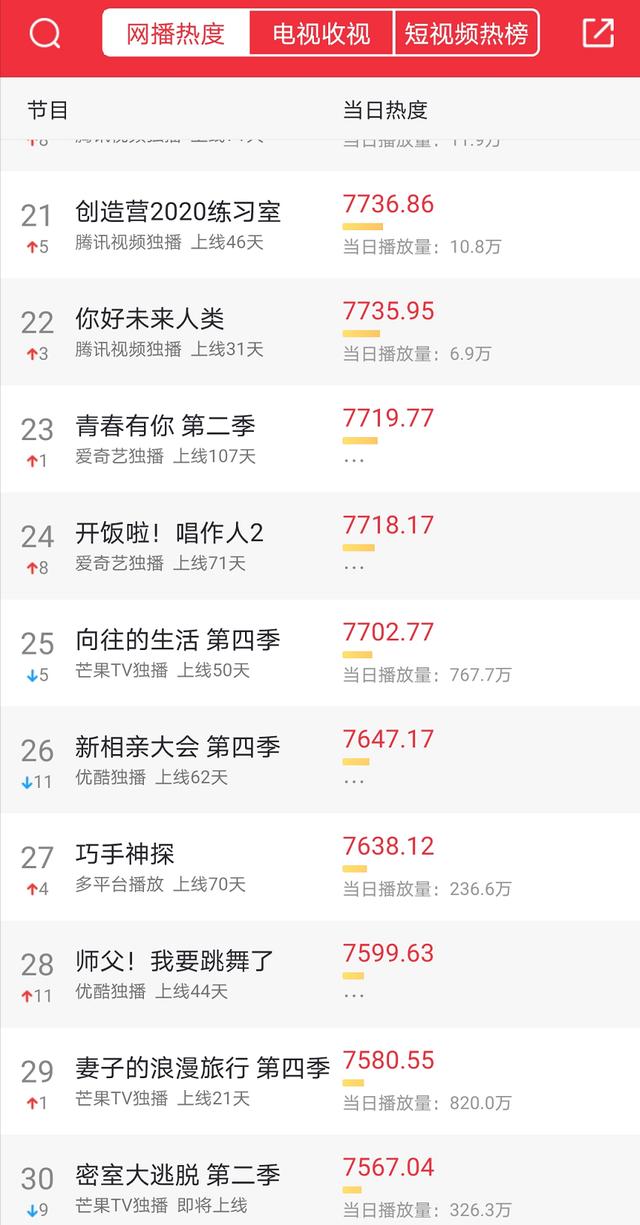 网播热度
电视收视
短视频热榜
节目
当日热度
21
创造营2020练习室
7736.86
↑5
腾讯视频独播 上线46天
当日播放量：10.8万
22
你好未来人类
7735.95
↑3
腾讯视频独播 上线31天
当日播放量：6.9万
23
青春有你 第二季
7719.77
↑1
爱奇艺独播 上线107天
...
24
开饭啦！唱作人2
7718.17
↑8
爱奇艺独播 上线71天
...
25
向往的生活 第四季
7702.77
↓5
芒果TV独播 上线50天
当日播放量：767.7万
26
新相亲大会 第四季
7647.17
↓11
优酷独播 上线62天
...
27
巧手神探
7638.12
↑4
多平台播放 上线70天
当日播放量：236.6万
28
师父！我要跳舞了
7599.63
↑11
优酷独播 上线44天
...
29
妻子的浪漫旅行 第四季
7580.55
↑1
芒果TV独播 上线21天
当日播放量：820.0万
30
密室大逃脱 第二季
7567.04
↓9
芒果TV独播 即将上线
当日播放量：326.3万